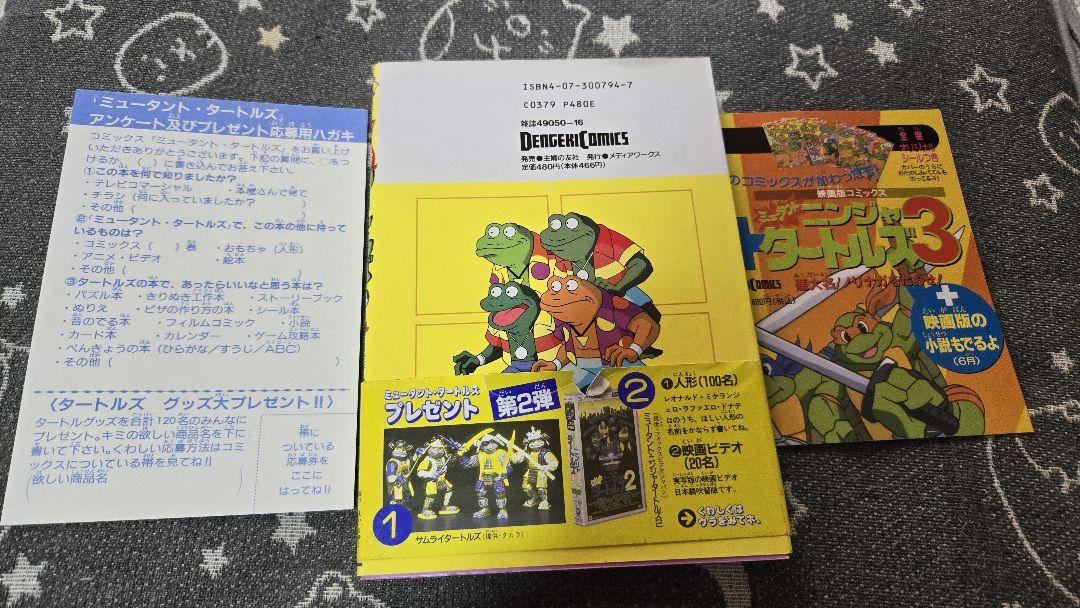 『ミュータント・タートルズ』
アンケート及びプレゼント応募用ハガキ
コミックス『ミュータント・タートルズ』をお買い上げ
いただきありがとうございます。下記の質問に、○をつ
けるか、( )に書き込んでお答え下さい。
①この本を何で知りましたか?
・テレビコマーシャル ・本屋さんで見て
・チラシ(何に入っていましたか? )
・その他( )
②『ミュータント・タートルズ』で、この本の他に持って
いるものは?
・コミックス( )巻 ・おもちゃ(人形)
・アニメ・ビデオ ・絵本
・その他( )
③タートルズの本で、あったらいいなと思う本は?
・パズル本 ・きりぬき工作本 ・ストーリーブック
・ぬりえ ・ピザの作り方の本 ・シール本
・音のでる本 ・フィルムコミック ・小説
・カード本 ・カレンダー ・ゲーム攻略本
・べんきょうの本(ひらがな/すうじ/ABC)
・その他( )
〈タートルズ グッズ大プレゼント!!〉
タートルグッズを合計120名のみんなに
プレゼント。キミの欲しい商品名を下に
書いて下さい。くわしい応募方法はコミ
ックスについている帯を見てね!!
(欲しい商品名 )
帯に
ついている
応募券を
ここに
はってね!!
ISBN4-07-300794-7
C0379 P480E
雑誌49050-16
DENGEKI COMICS
発売●主婦の友社 発行●メディアワークス
定価480円(本体466円)
ミュータント・タートルズ
プレゼント 第2弾
①
サムライタートルズ(提供・タカラ)
②
2
①人形(100名)
レオナルド・ミケランジ
ェロ・ラファエロ・ドナテ
ロのうち、ほしい人形の
名前をかならず書いてね。
②映画ビデオ
(20名)
実写版の映画ビデオ
日本語吹替版です。
くわしくは
ウラをみてネ。
全巻
オリジナル
シールつき
映画版コミックス
ニンジャ
タートルズ3
+
映画版の
小説もでるよ
(6月)